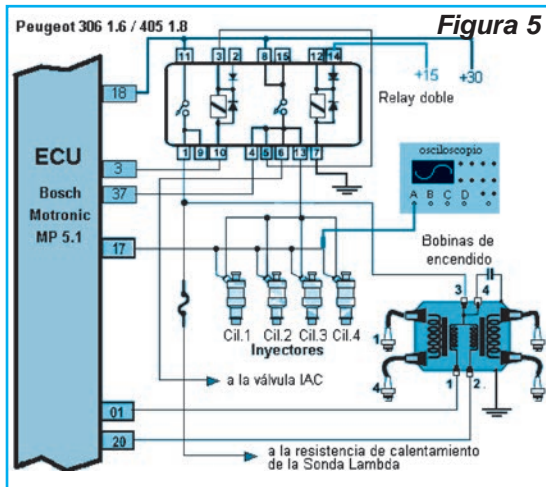 Peugeot 306 1.6 / 405 1.8
Figura 5
11
3
2
8
15
12
14
+15
+30
18
Relay doble
ECU
Bosch
Motronic
MP 5.1
1
9
10
4
5
6
13
7
3
37
17
osciloscopio
A B C D
Bobinas de
encendido
3
4
Cil.1
Cil.2
Cil.3
Cil.4
Inyectores
1
4
1
2
a la válvula IAC
01
20
a la resistencia de calentamiento
de la Sonda Lambda